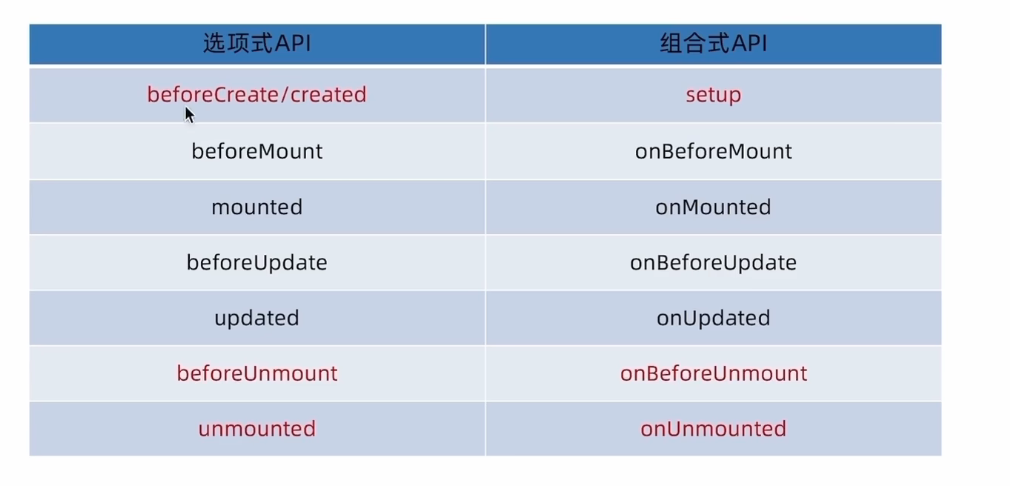 选项式API 组合式API
beforeCreate/created setup
beforeMount onBeforeMount
mounted onMounted
beforeUpdate onBeforeUpdate
updated onUpdated
beforeUnmount onBeforeUnmount
unmounted onUnmounted